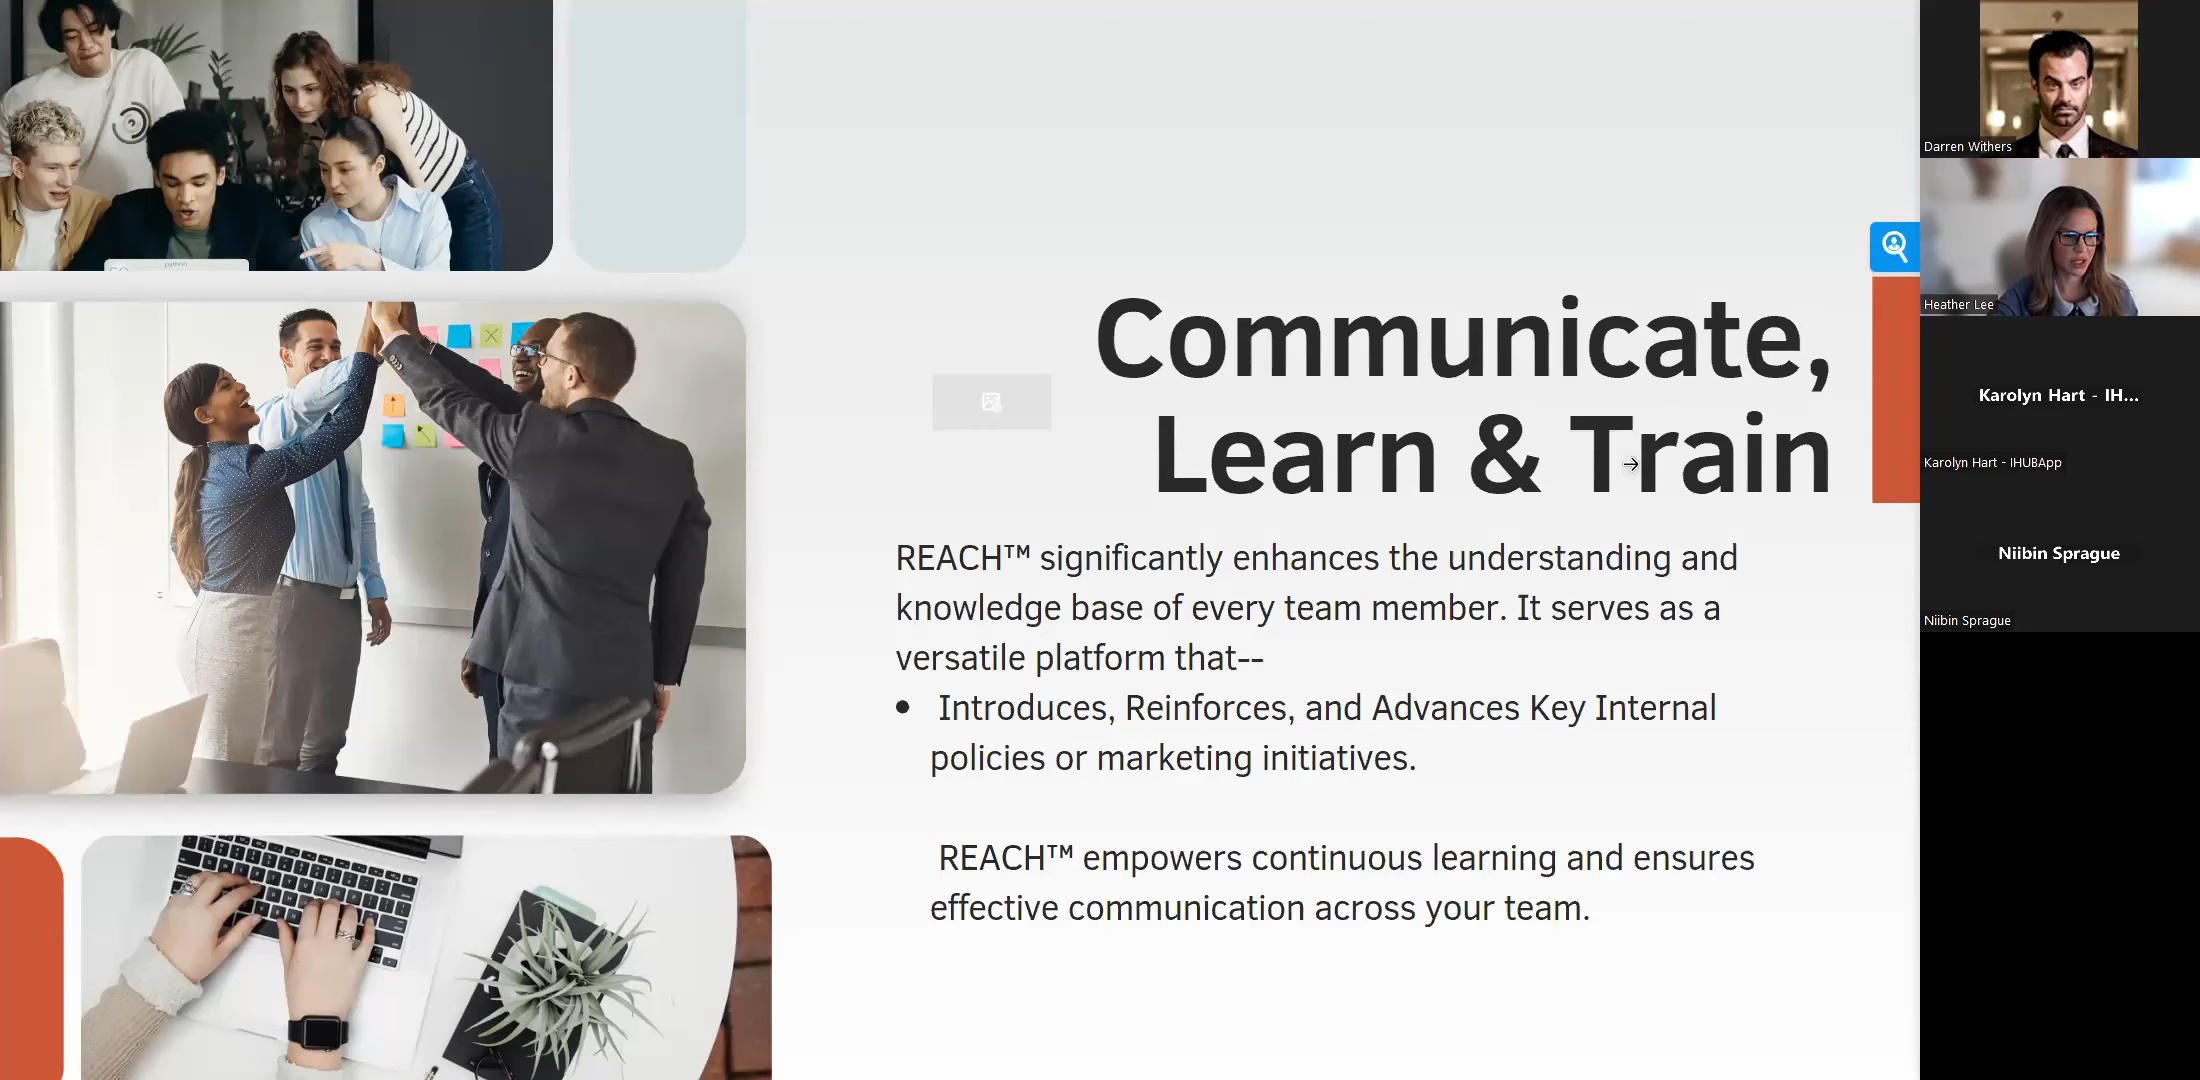 Communicate,
Learn & Train
REACH™ significantly enhances the understanding and
knowledge base of every team member. It serves as a
versatile platform that--
• Introduces, Reinforces, and Advances Key Internal
policies or marketing initiatives.
REACH™ empowers continuous learning and ensures
effective communication across your team.
Darren Withers
Heather Lee
Karolyn Hart - IH...
Karolyn Hart - IHUBApp
Niibin Sprague
Niibin Sprague
python